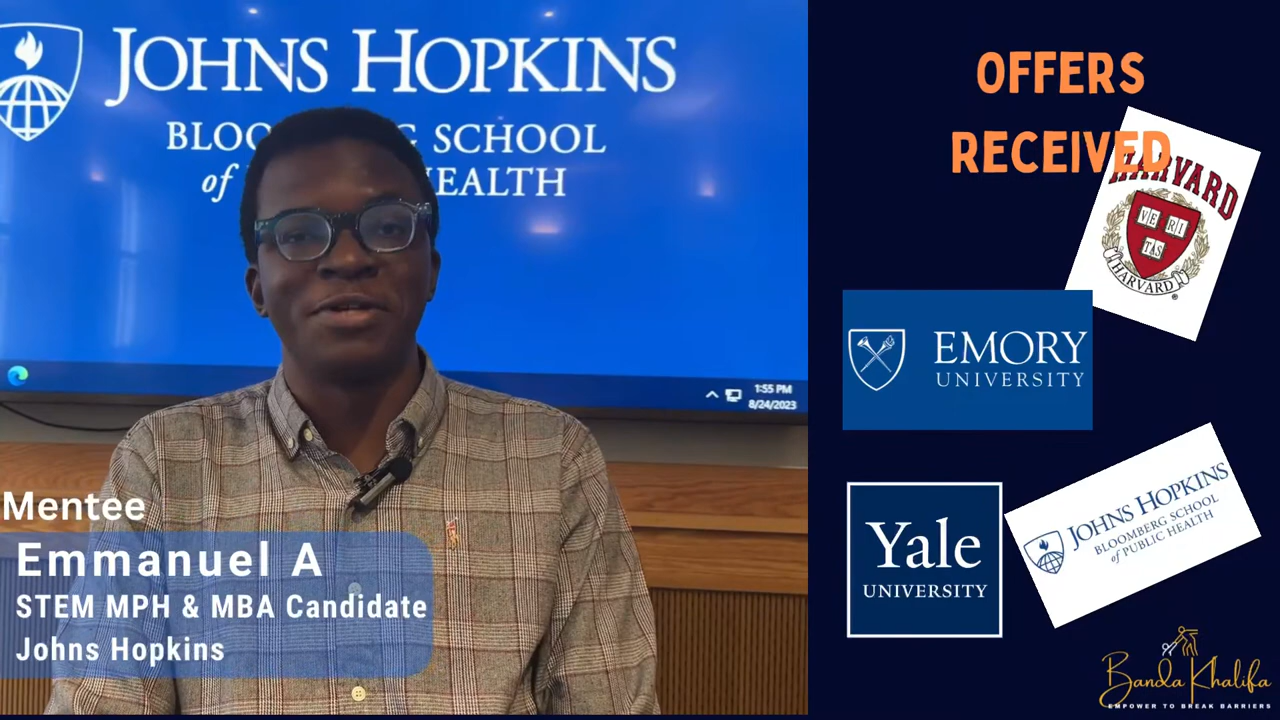 JOHNS HOPKINS
BLOO G SCHOOL
of EALTH
1:55 PM
8/24/2023
Mentee
Emmanuel A
STEM MPH & MBA Candidate
Johns Hopkins
OFFERS
RECEIVED
HARVARD
VE RI
TAS
HARVARD
®
EMORY
UNIVERSITY
Yale
UNIVERSITY
JOHNS HOPKINS
BLOOMBERG SCHOOL
of PUBLIC HEALTH
Banda Khalifa
EMPOWER TO BREAK BARRIERS